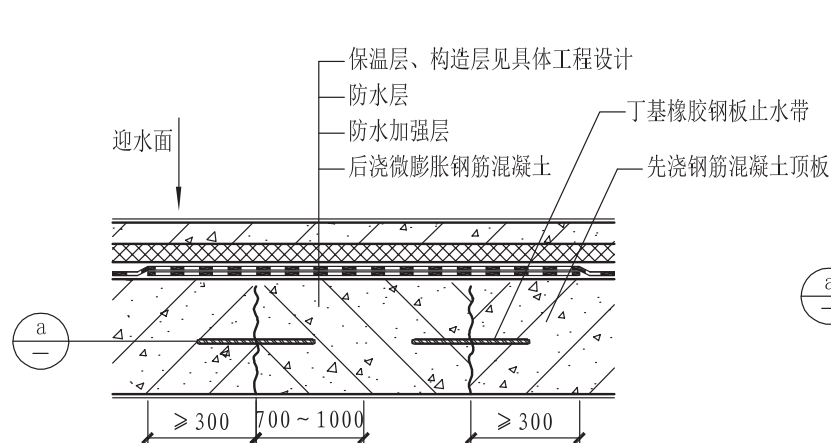 保温层、构造层见具体工程设计
防水层
防水加强层
后浇微膨胀钢筋混凝土
丁基橡胶钢板止水带
先浇钢筋混凝土顶板
迎水面
a
—
a
≥300
700~1000
≥300